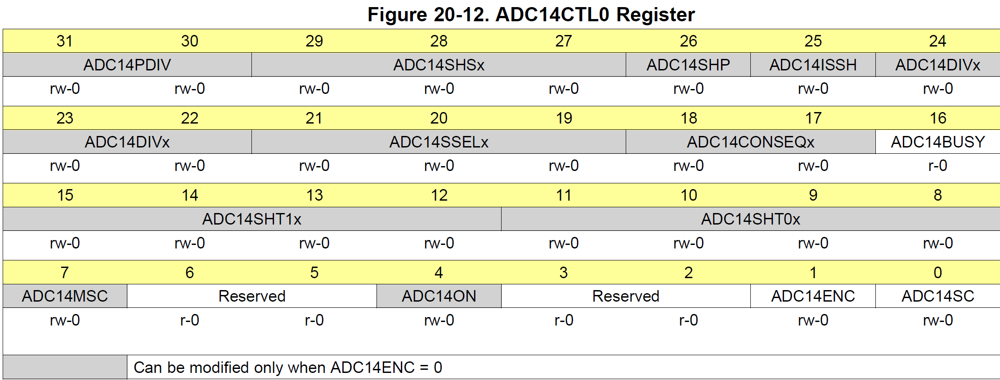 Figure 20-12. ADC14CTL0 Register
31 30 29 28 27 26 25 24
ADC14PDIV ADC14SHSx ADC14SHP ADC14ISSH ADC14DIVx
rw-0 rw-0 rw-0 rw-0 rw-0 rw-0 rw-0 rw-0
23 22 21 20 19 18 17 16
ADC14DIVx ADC14SSELx ADC14CONSEQx ADC14BUSY
rw-0 rw-0 rw-0 rw-0 rw-0 rw-0 rw-0 r-0
15 14 13 12 11 10 9 8
ADC14SHT1x ADC14SHT0x
rw-0 rw-0 rw-0 rw-0 rw-0 rw-0 rw-0 rw-0
7 6 5 4 3 2 1 0
ADC14MSC Reserved ADC14ON Reserved ADC14ENC ADC14SC
rw-0 r-0 r-0 rw-0 r-0 r-0 rw-0 rw-0
Can be modified only when ADC14ENC = 0